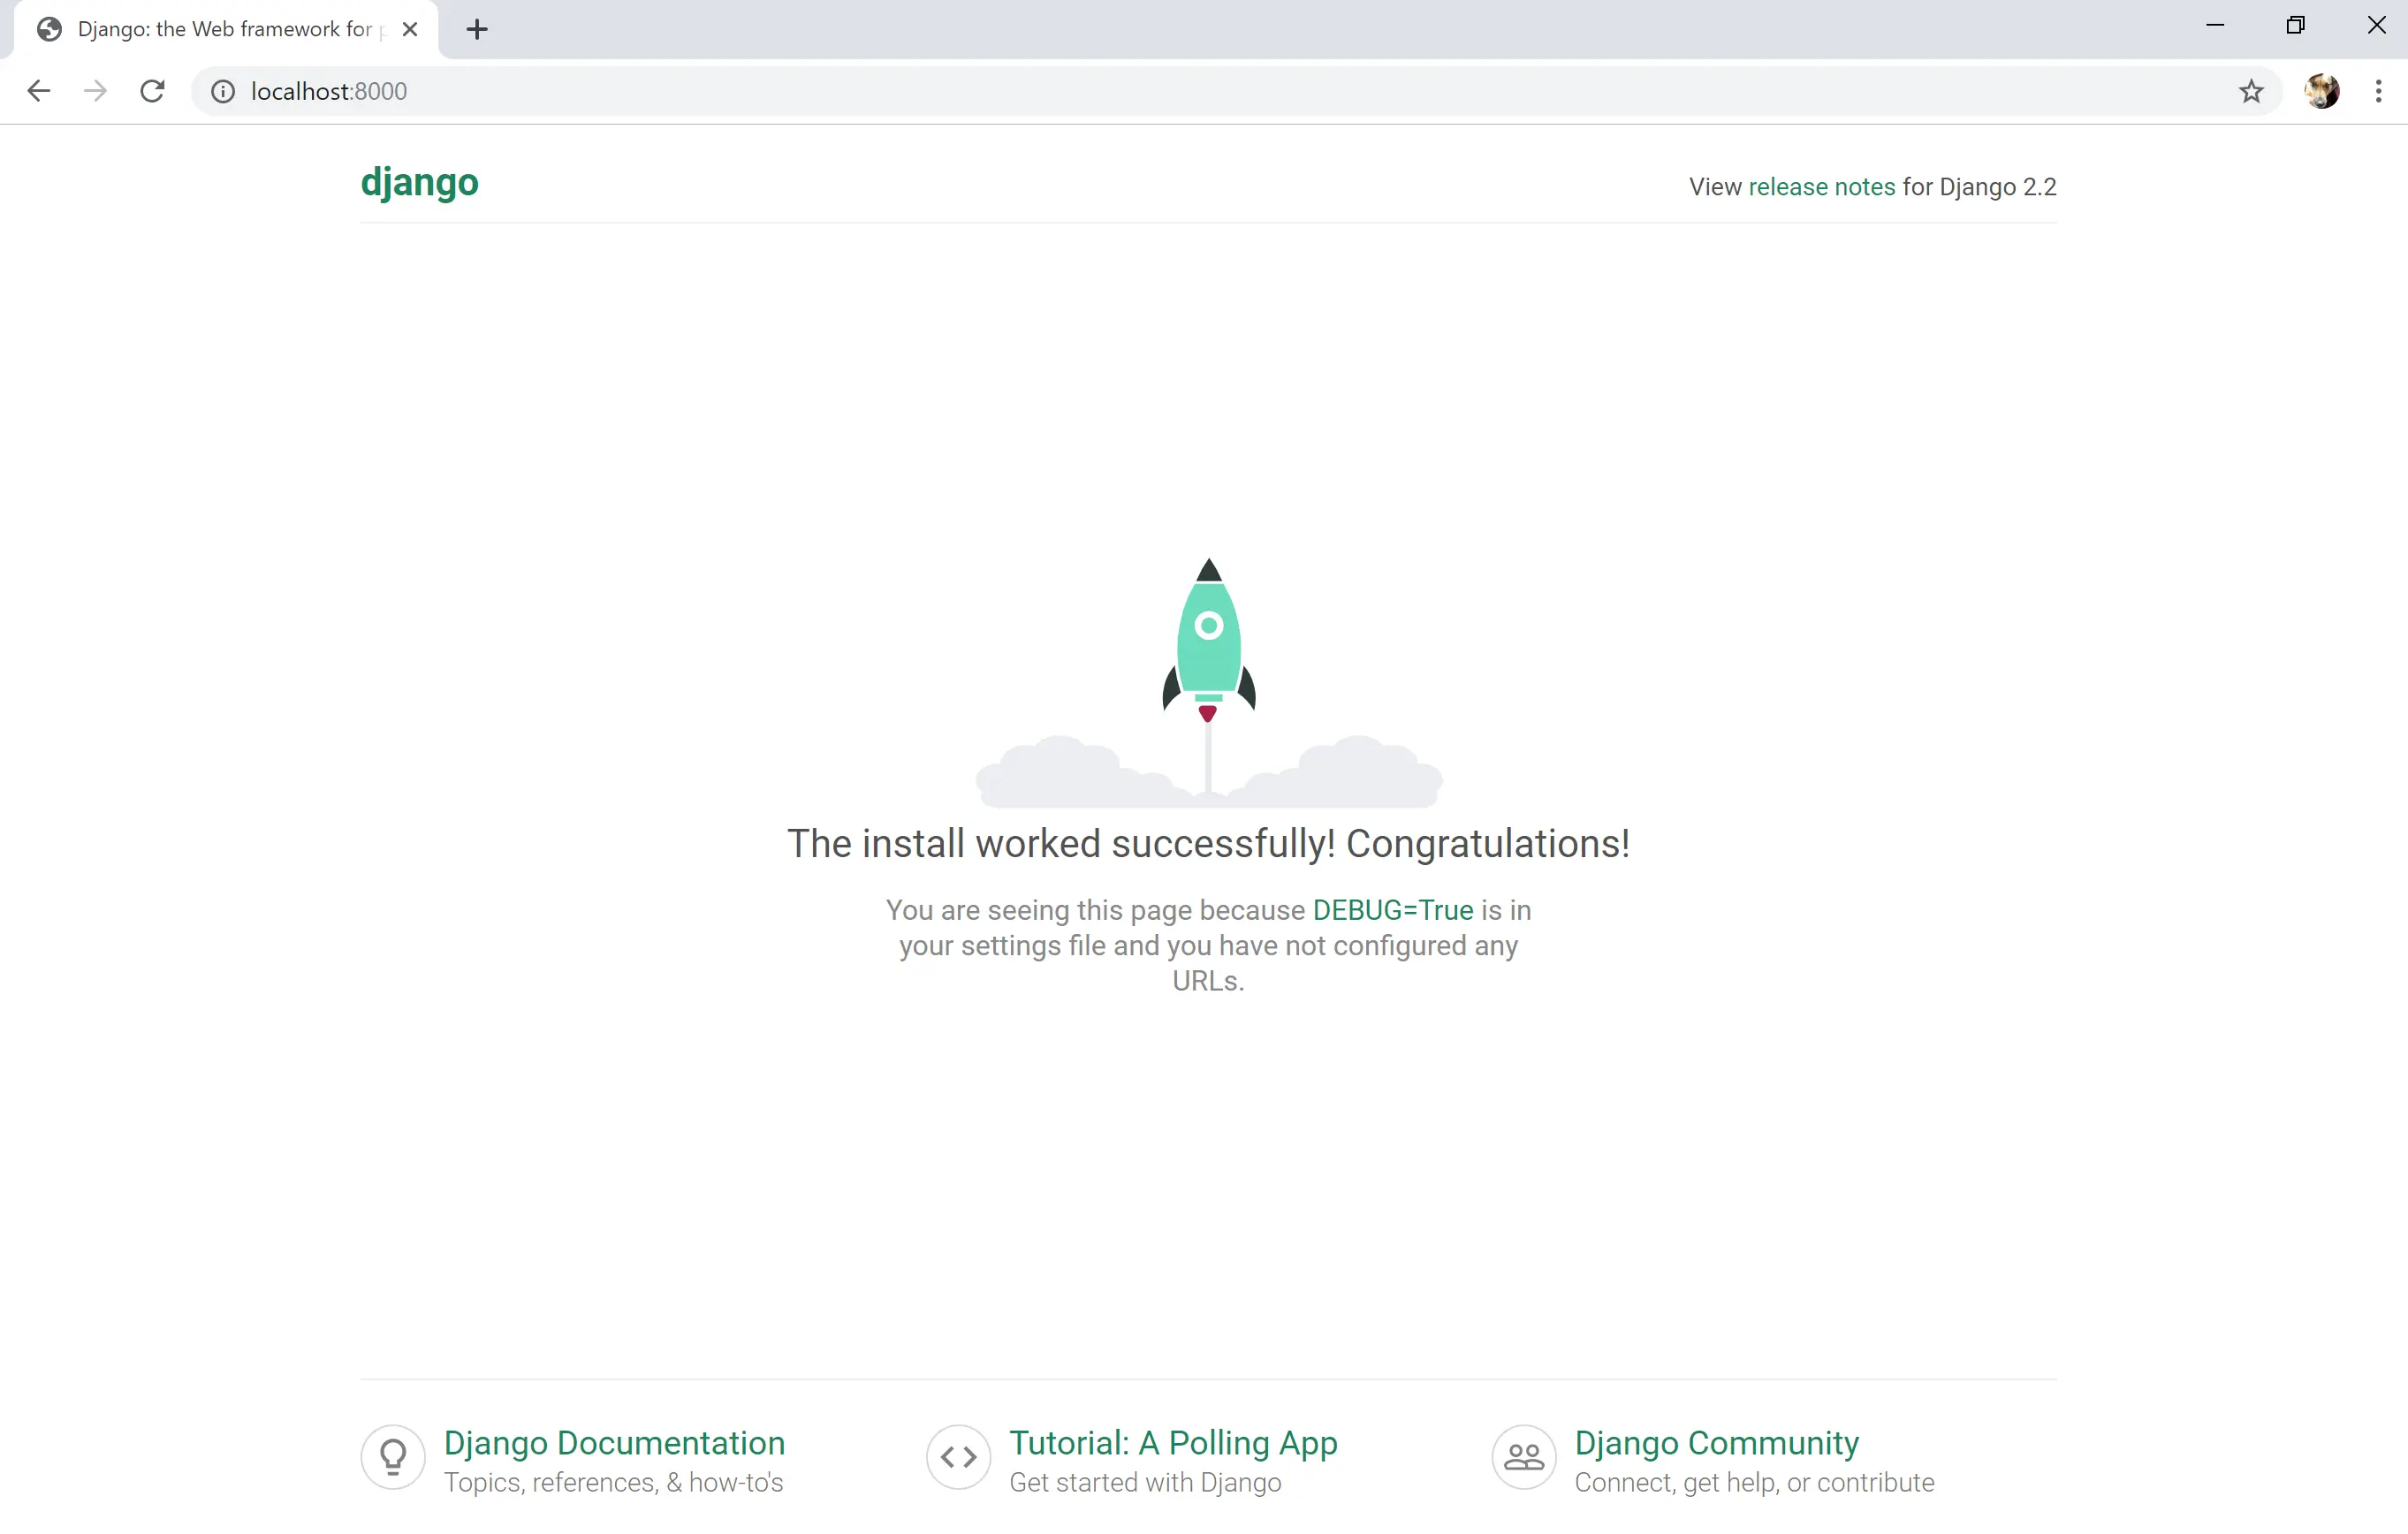 Django: the Web framework for p
localhost:8000
django
View release notes for Django 2.2
The install worked successfully! Congratulations!
You are seeing this page because DEBUG=True is in
your settings file and you have not configured any
URLs.
Django Documentation
Topics, references, & how-to's
Tutorial: A Polling App
Get started with Django
Django Community
Connect, get help, or contribute